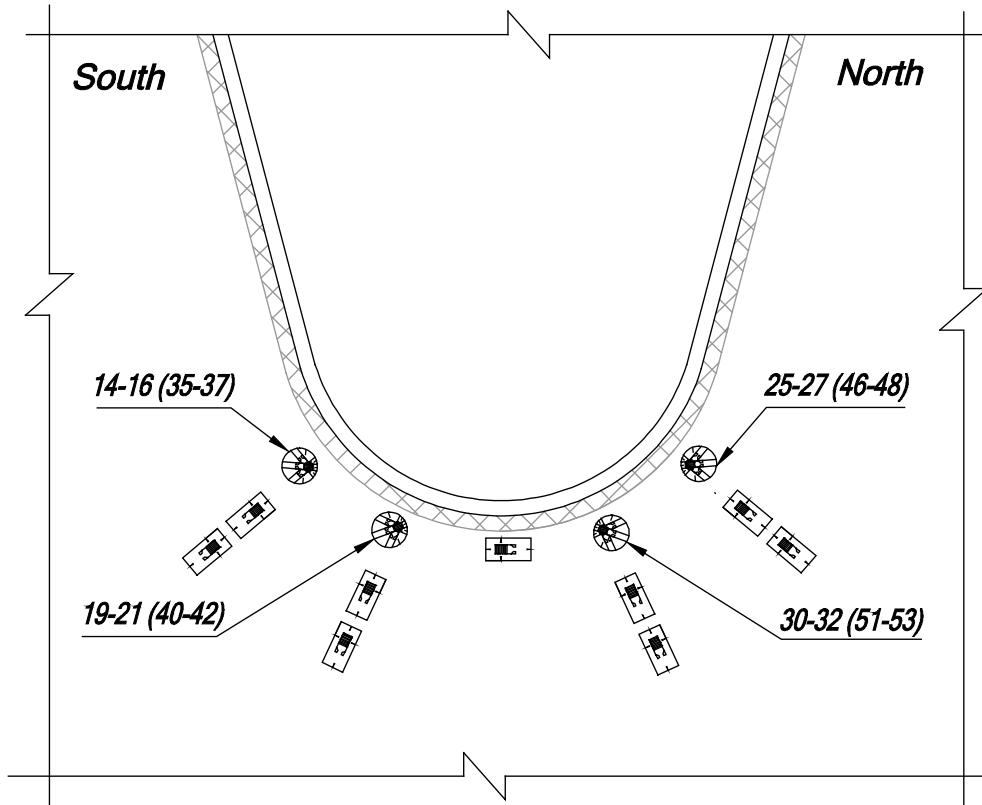 South
North
14-16 (35-37)
25-27 (46-48)
19-21 (40-42)
30-32 (51-53)